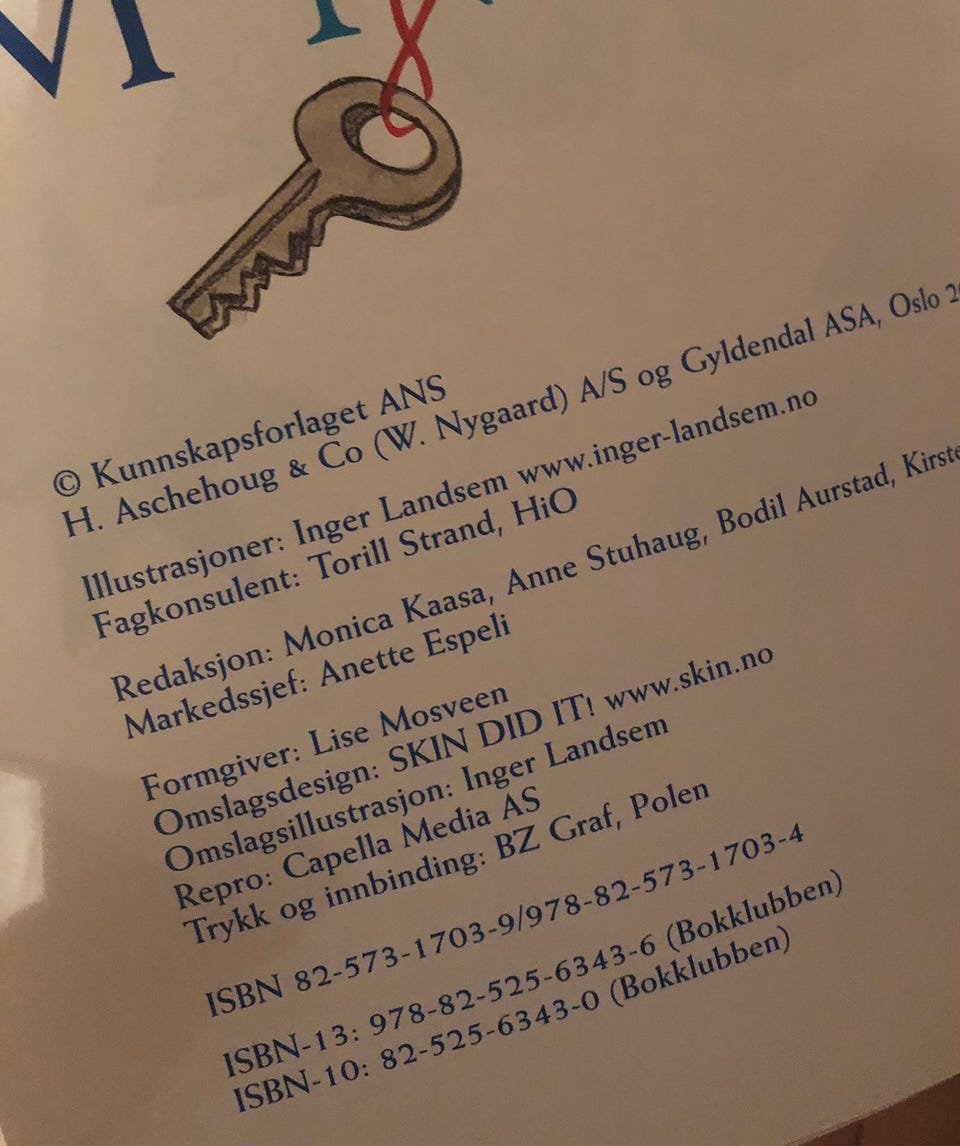 © Kunnskapsforlaget ANS
H. Aschehoug & Co (W. Nygaard) A/S og Gyldendal ASA, Oslo
Illustrasjoner: Inger Landsem www.inger-landsem.no
Fagkonsulent: Torill Strand, HiO
Redaksjon: Monica Kaasa, Anne Stuhaug, Bodil Aurstad,
Markedssjef: Anette Espeli
Formgiver: Lise Mosveen
Omslagsdesign: SKIN DID IT! www.skin.no
Omslagsillustrasjon: Inger Landsem
Repro: Capella Media AS
Trykk og innbinding: BZ Graf, Polen
ISBN 82-573-1703-9/978-82-573-1703-4
ISBN-13: 978-82-525-6343-6 (Bokklubben)
ISBN-10: 82-525-6343-0 (Bokklubben)